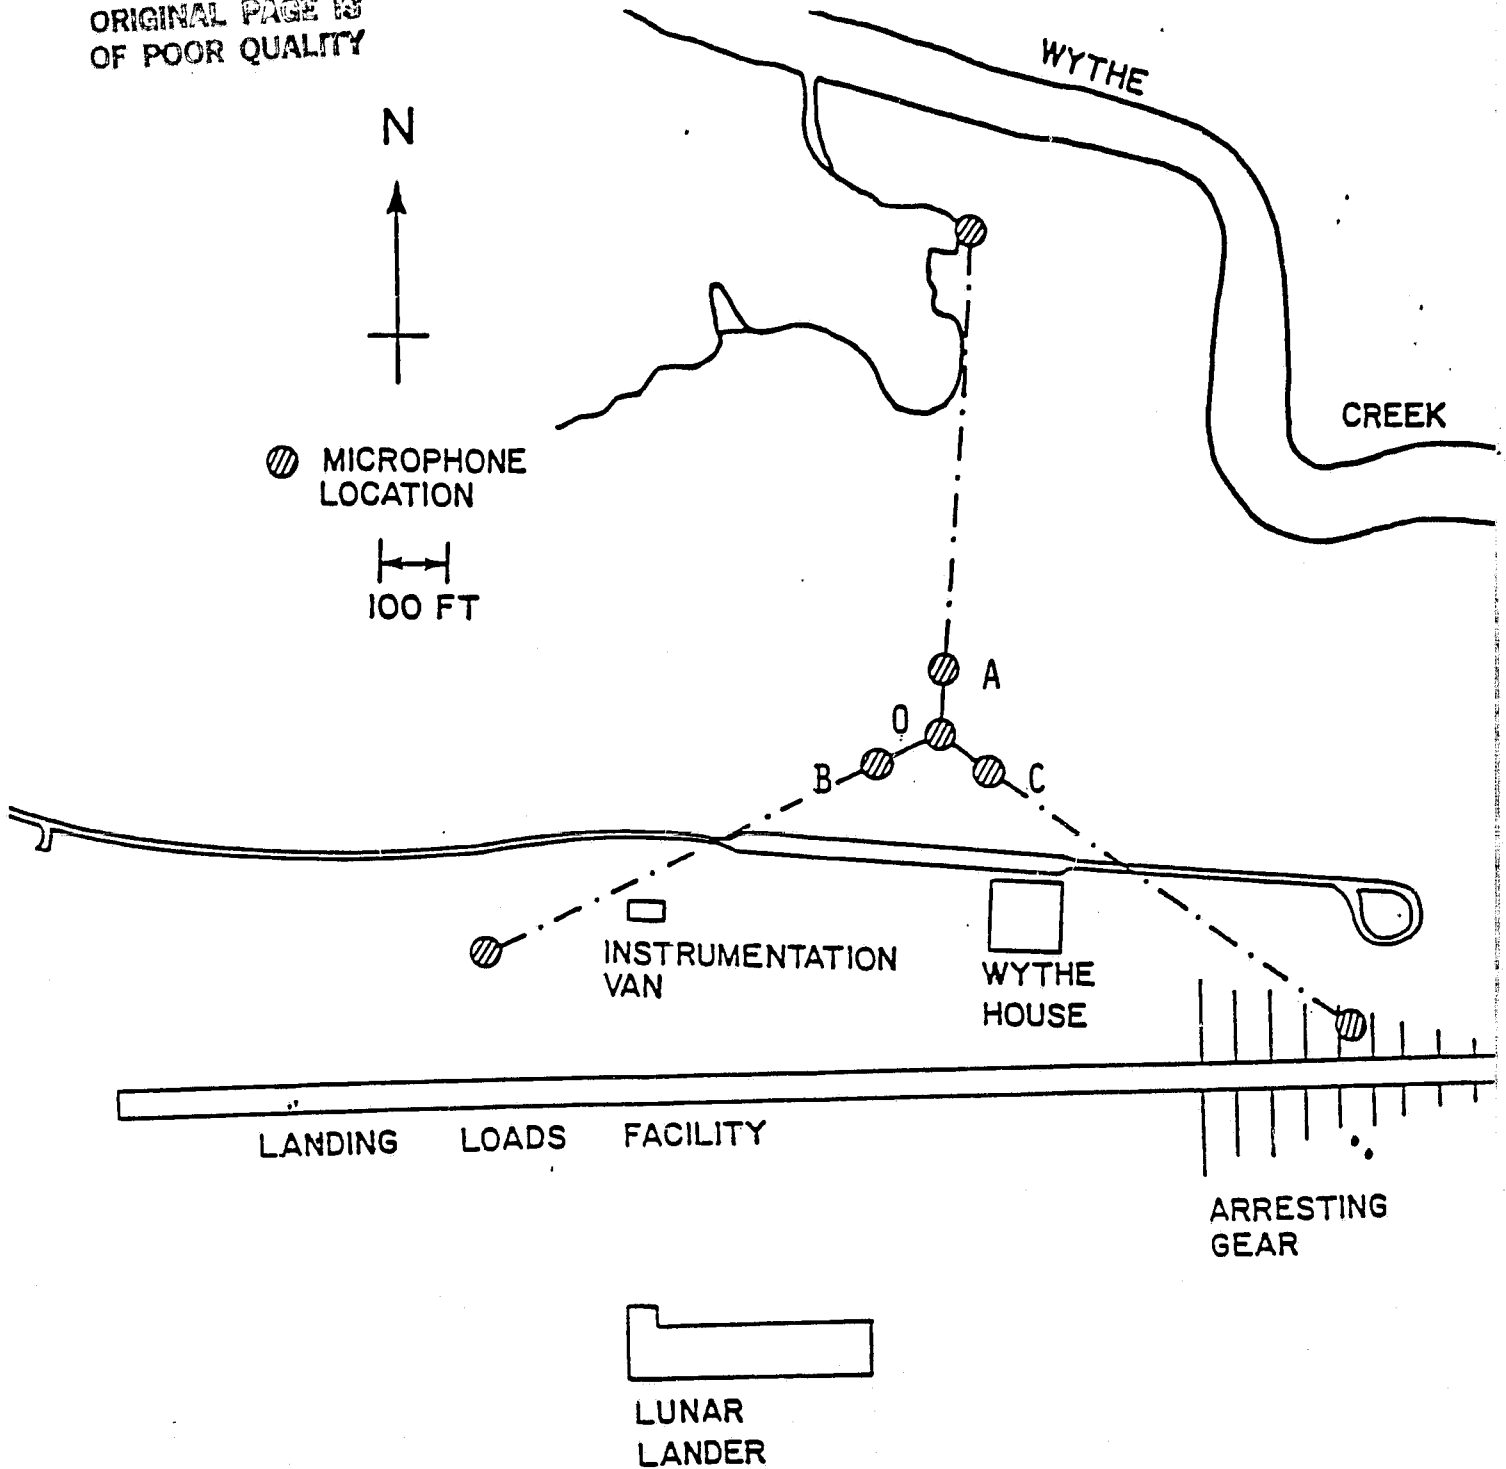 ORIGINAL PAGE IS
OF POOR QUALITY
WYTHE
N
CREEK
MICROPHONE
LOCATION
100 FT
A
O
B
C
INSTRUMENTATION
VAN
WYTHE
HOUSE
LANDING LOADS FACILITY
ARRESTING
GEAR
LUNAR
LANDER